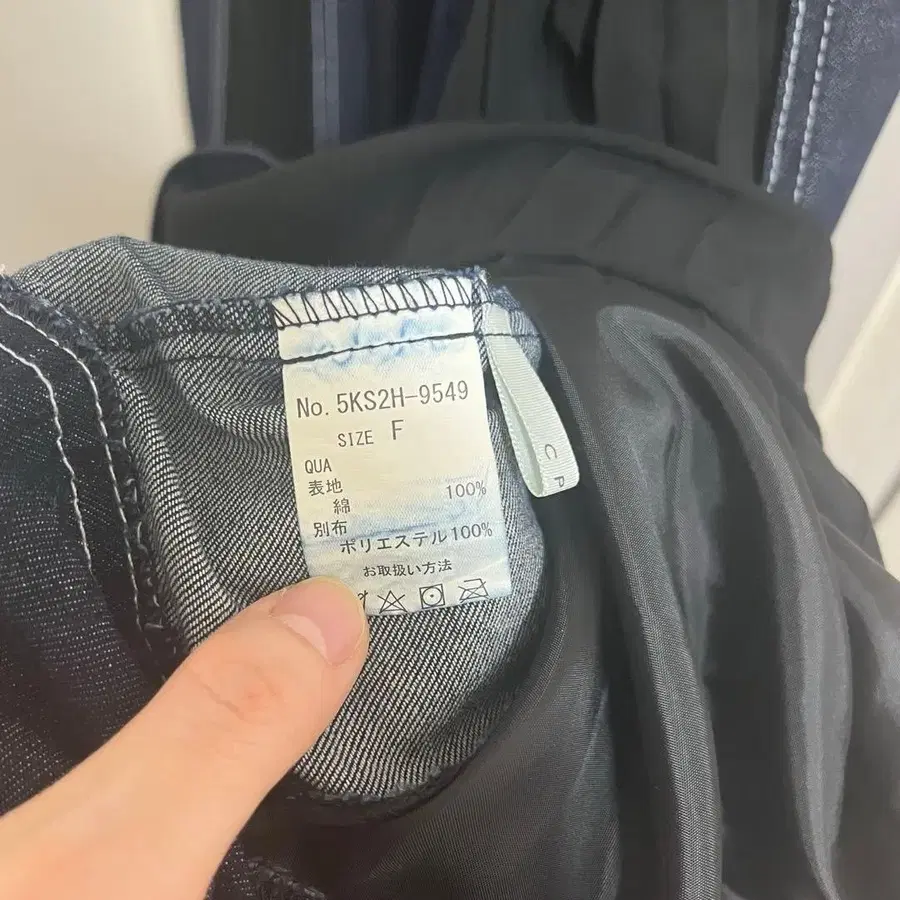 No. 5KS2H-9549
SIZE F
QUA
表地
綿 100%
別布
ポリエステル100%
お取扱い方法
C P